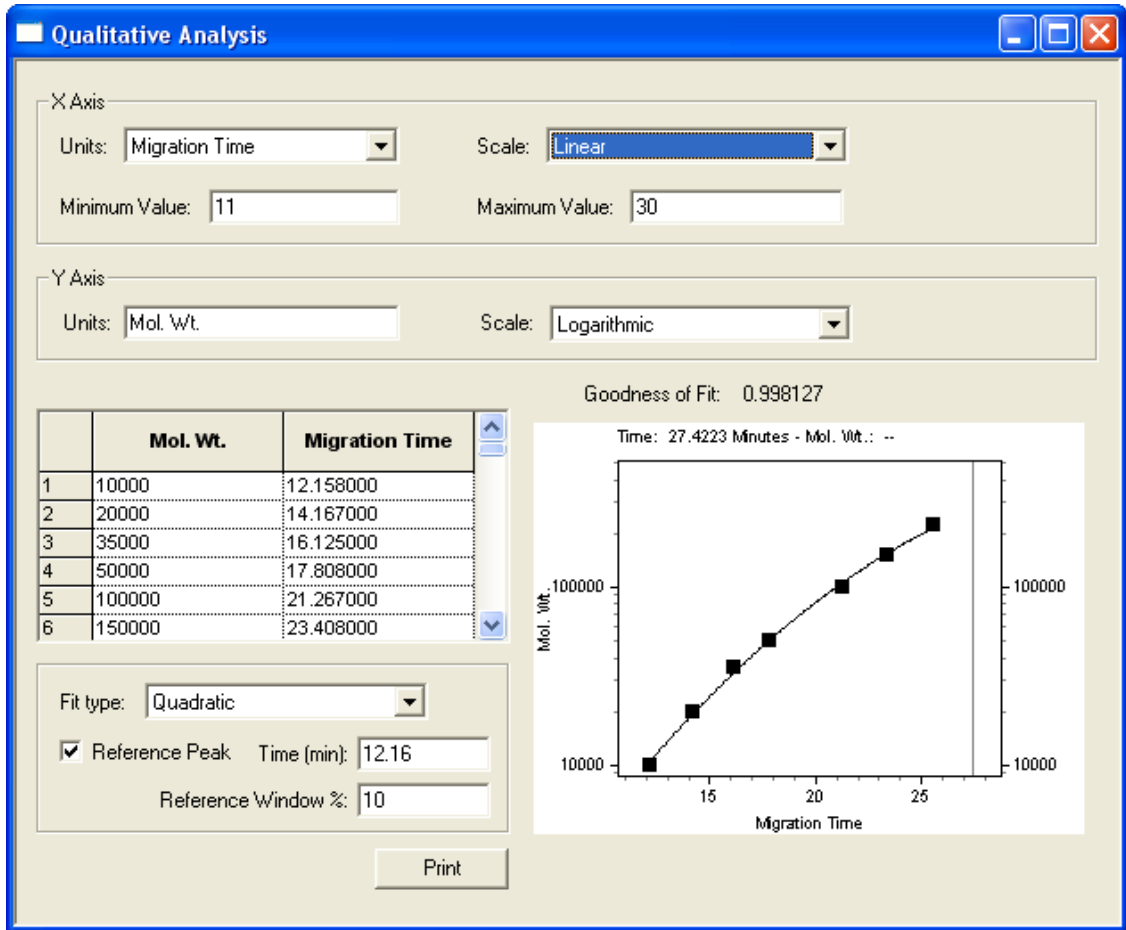 Qualitative Analysis
X Axis
Units: Migration Time Scale: Linear
Minimum Value: 11 Maximum Value: 30
Y Axis
Units: Mol. Wt. Scale: Logarithmic
Goodness of Fit: 0.998127
Mol. Wt. Migration Time
1 10000 12.158000
2 20000 14.167000
3 35000 16.125000
4 50000 17.808000
5 100000 21.267000
6 150000 23.408000
Time: 27.4223 Minutes - Mol. Wt.: --
Mol. Wt.
100000 100000
10000 10000
15 20 25
Migration Time
Fit type: Quadratic
Reference Peak Time (min): 12.16
Reference Window %: 10
Print